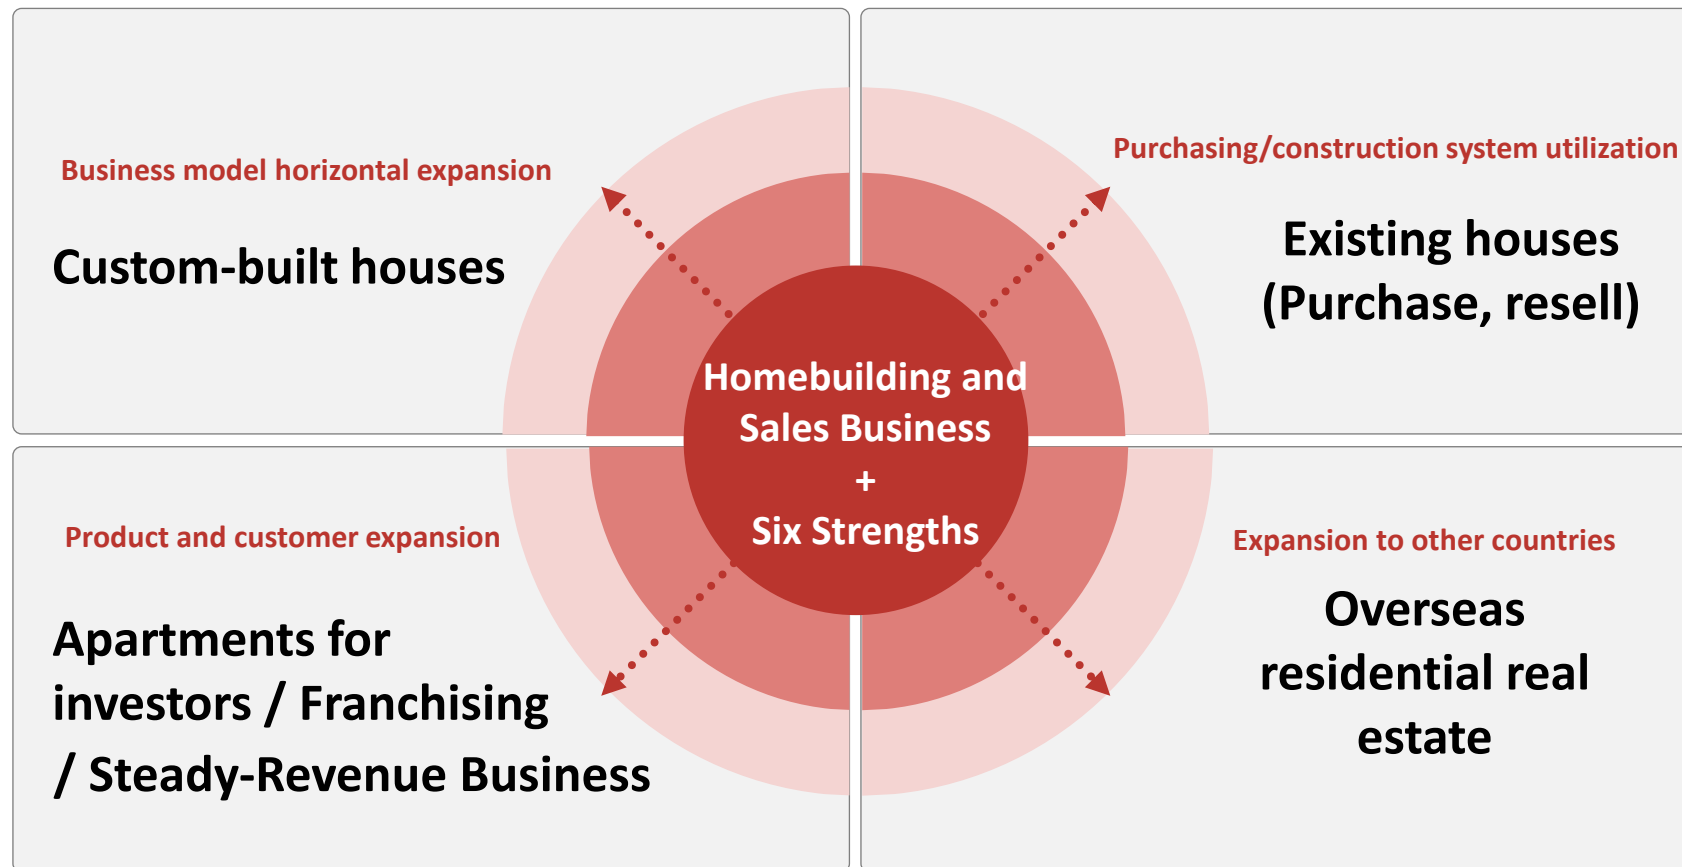 Business model horizontal expansion
Custom-built houses
Purchasing/construction system utilization
Existing houses
(Purchase, resell)
Homebuilding and
Sales Business
+
Six Strengths
Product and customer expansion
Apartments for
investors / Franchising
/ Steady-Revenue Business
Expansion to other countries
Overseas
residential real
estate